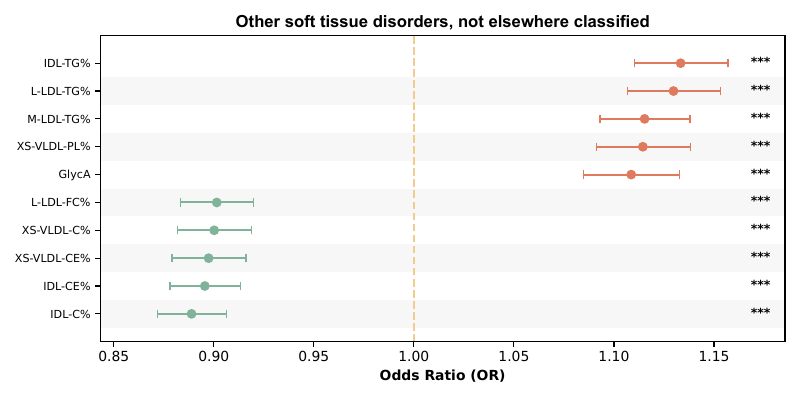 Other soft tissue disorders, not elsewhere classified
IDL-TG% ***
L-LDL-TG% ***
M-LDL-TG% ***
XS-VLDL-PL% ***
GlycA ***
L-LDL-FC% ***
XS-VLDL-C% ***
XS-VLDL-CE% ***
IDL-CE% ***
IDL-C% ***
0.85 0.90 0.95 1.00 1.05 1.10 1.15
Odds Ratio (OR)